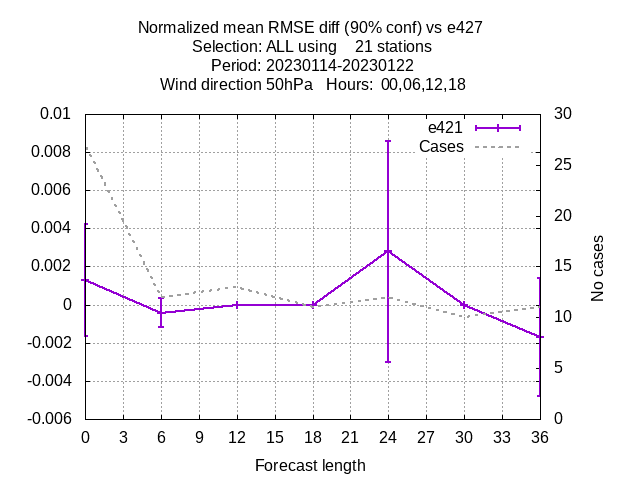 Normalized mean RMSE diff (90% conf) vs e427
Selection: ALL using    21 stations
Period: 20230114-20230122
Wind direction 50hPa   Hours:  00,06,12,18
0.01
0.008
0.006
0.004
0.002
0
-0.002
-0.004
-0.006
30
25
20
15
10
5
0
e421
Cases
No cases
0 3 6 9 12 15 18 21 24 27 30 33 36
Forecast length